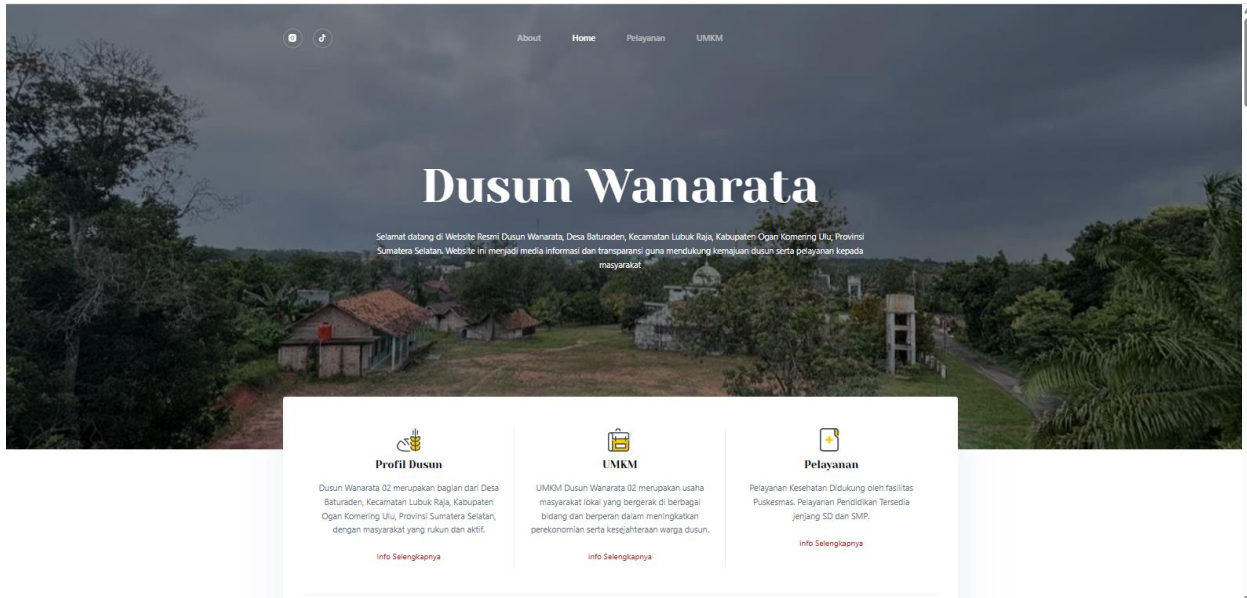 About Home Pelayanan UMKM
Dusun Wanarata
Selamat datang di Website Resmi Dusun Wanarata, Desa Baturaden, Kecamatan Lubuk Raja, Kabupaten Ogan Komering Ulu, Provinsi
Sumatera Selatan. Website ini menjadi media informasi dan transparansi guna mendukung kemajuan dusun serta pelayanan kepada
masyarakat
Profil Dusun
Dusun Wanarata 02 merupakan bagian dari Desa
Baturaden, Kecamatan Lubuk Raja, Kabupaten
Ogan Komering Ulu, Provinsi Sumatera Selatan,
dengan masyarakat yang rukun dan aktif.
info Selengkapnya
UMKM
UMKM Dusun Wanarata 02 merupakan usaha
masyarakat lokal yang bergerak di berbagai
bidang dan berperan dalam meningkatkan
perekonomian serta kesejahteraan warga dusun.
info Selengkapnya
Pelayanan
Pelayanan Kesehatan Didukung oleh fasilitas
Puskesmas. Pelayanan Pendidikan Tersedia
jenjang SD dan SMP.
info Selengkapnya